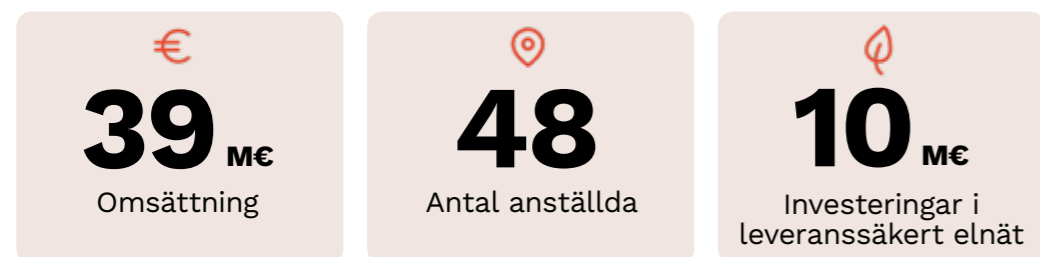 39 M€
Omsättning
48
Antal anställda
10 M€
Investeringar i
leveranssäkert elnät